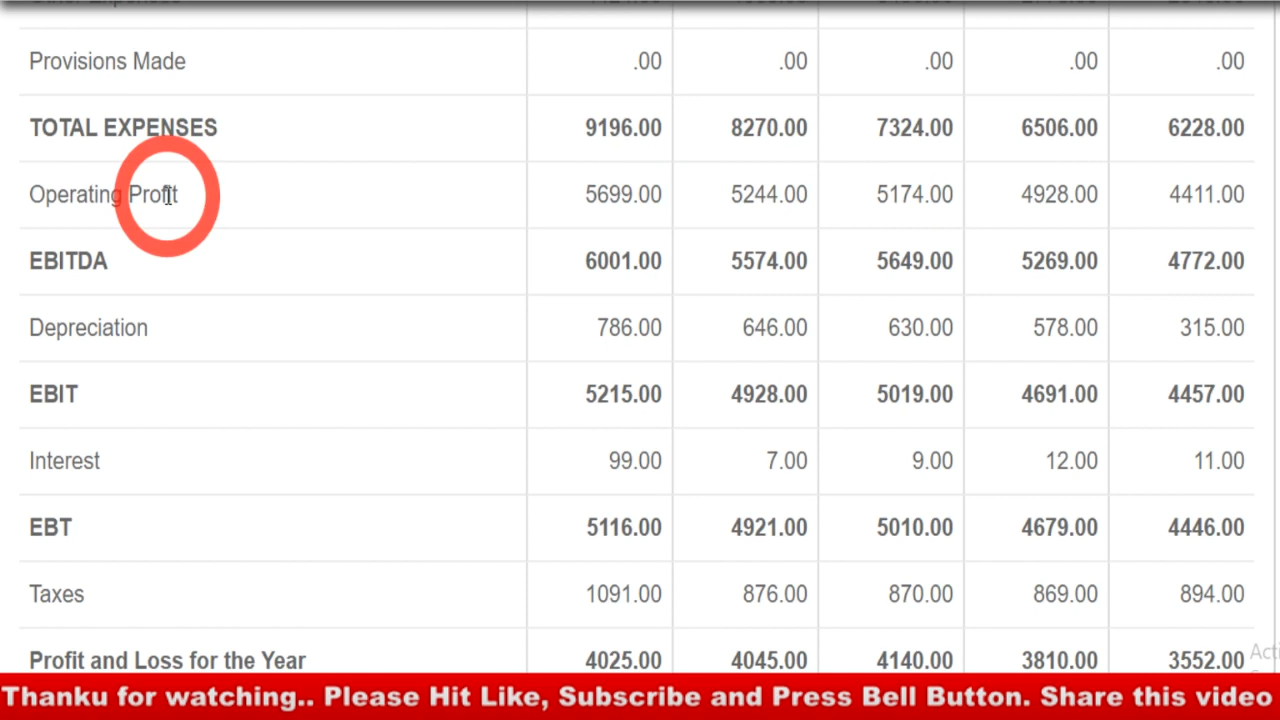 Provisions Made .00 .00 .00 .00 .00
TOTAL EXPENSES 9196.00 8270.00 7324.00 6506.00 6228.00
Operating Profit 5699.00 5244.00 5174.00 4928.00 4411.00
EBITDA 6001.00 5574.00 5649.00 5269.00 4772.00
Depreciation 786.00 646.00 630.00 578.00 315.00
EBIT 5215.00 4928.00 5019.00 4691.00 4457.00
Interest 99.00 7.00 9.00 12.00 11.00
EBT 5116.00 4921.00 5010.00 4679.00 4446.00
Taxes 1091.00 876.00 870.00 869.00 894.00
Profit and Loss for the Year 4025.00 4045.00 4140.00 3810.00 3552.00
Thanku for watching.. Please Hit Like, Subscribe and Press Bell Button. Share this video